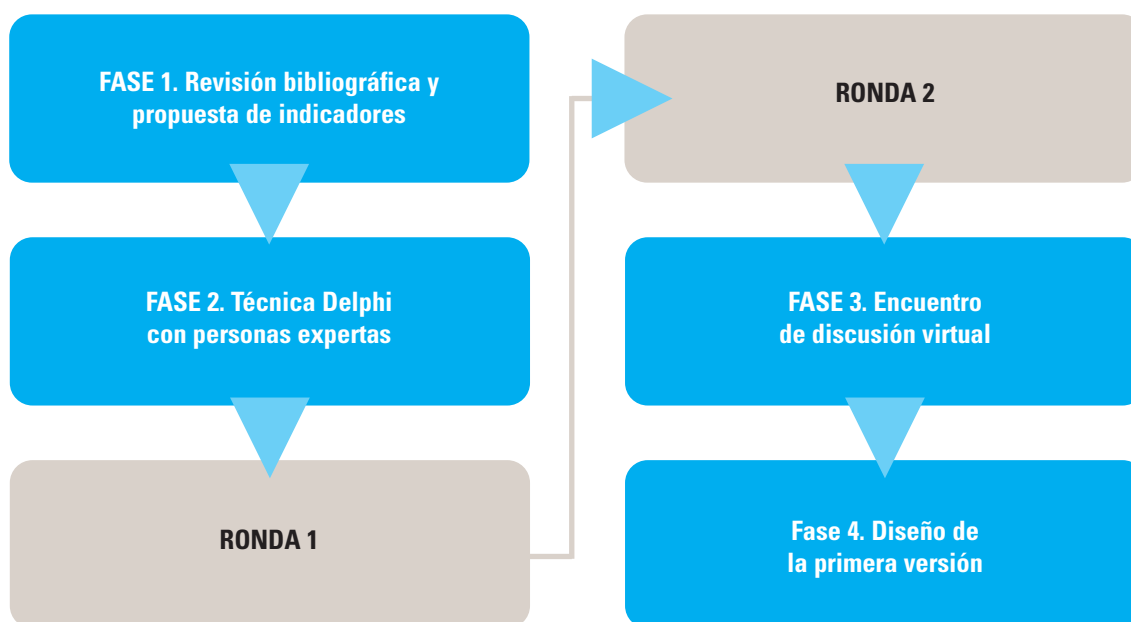 FASE 1. Revisión bibliográfica y
propuesta de indicadores
FASE 2. Técnica Delphi
con personas expertas
RONDA 1
RONDA 2
FASE 3. Encuentro
de discusión virtual
Fase 4. Diseño de
la primera versión